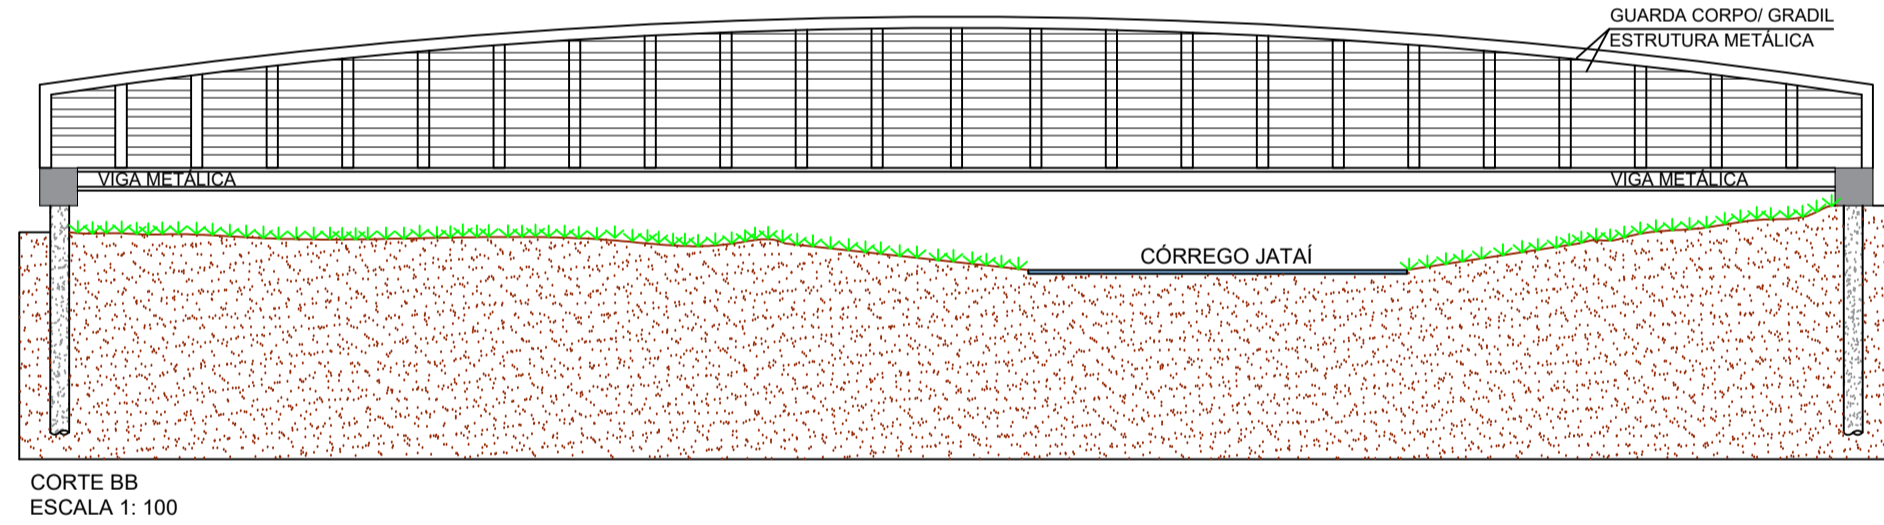 GUARDA CORPO/ GRADIL
ESTRUTURA METÁLICA
VIGA METÁLICA
VIGA METÁLICA
CÓRREGO JATAÍ
CORTE BB
ESCALA 1: 100